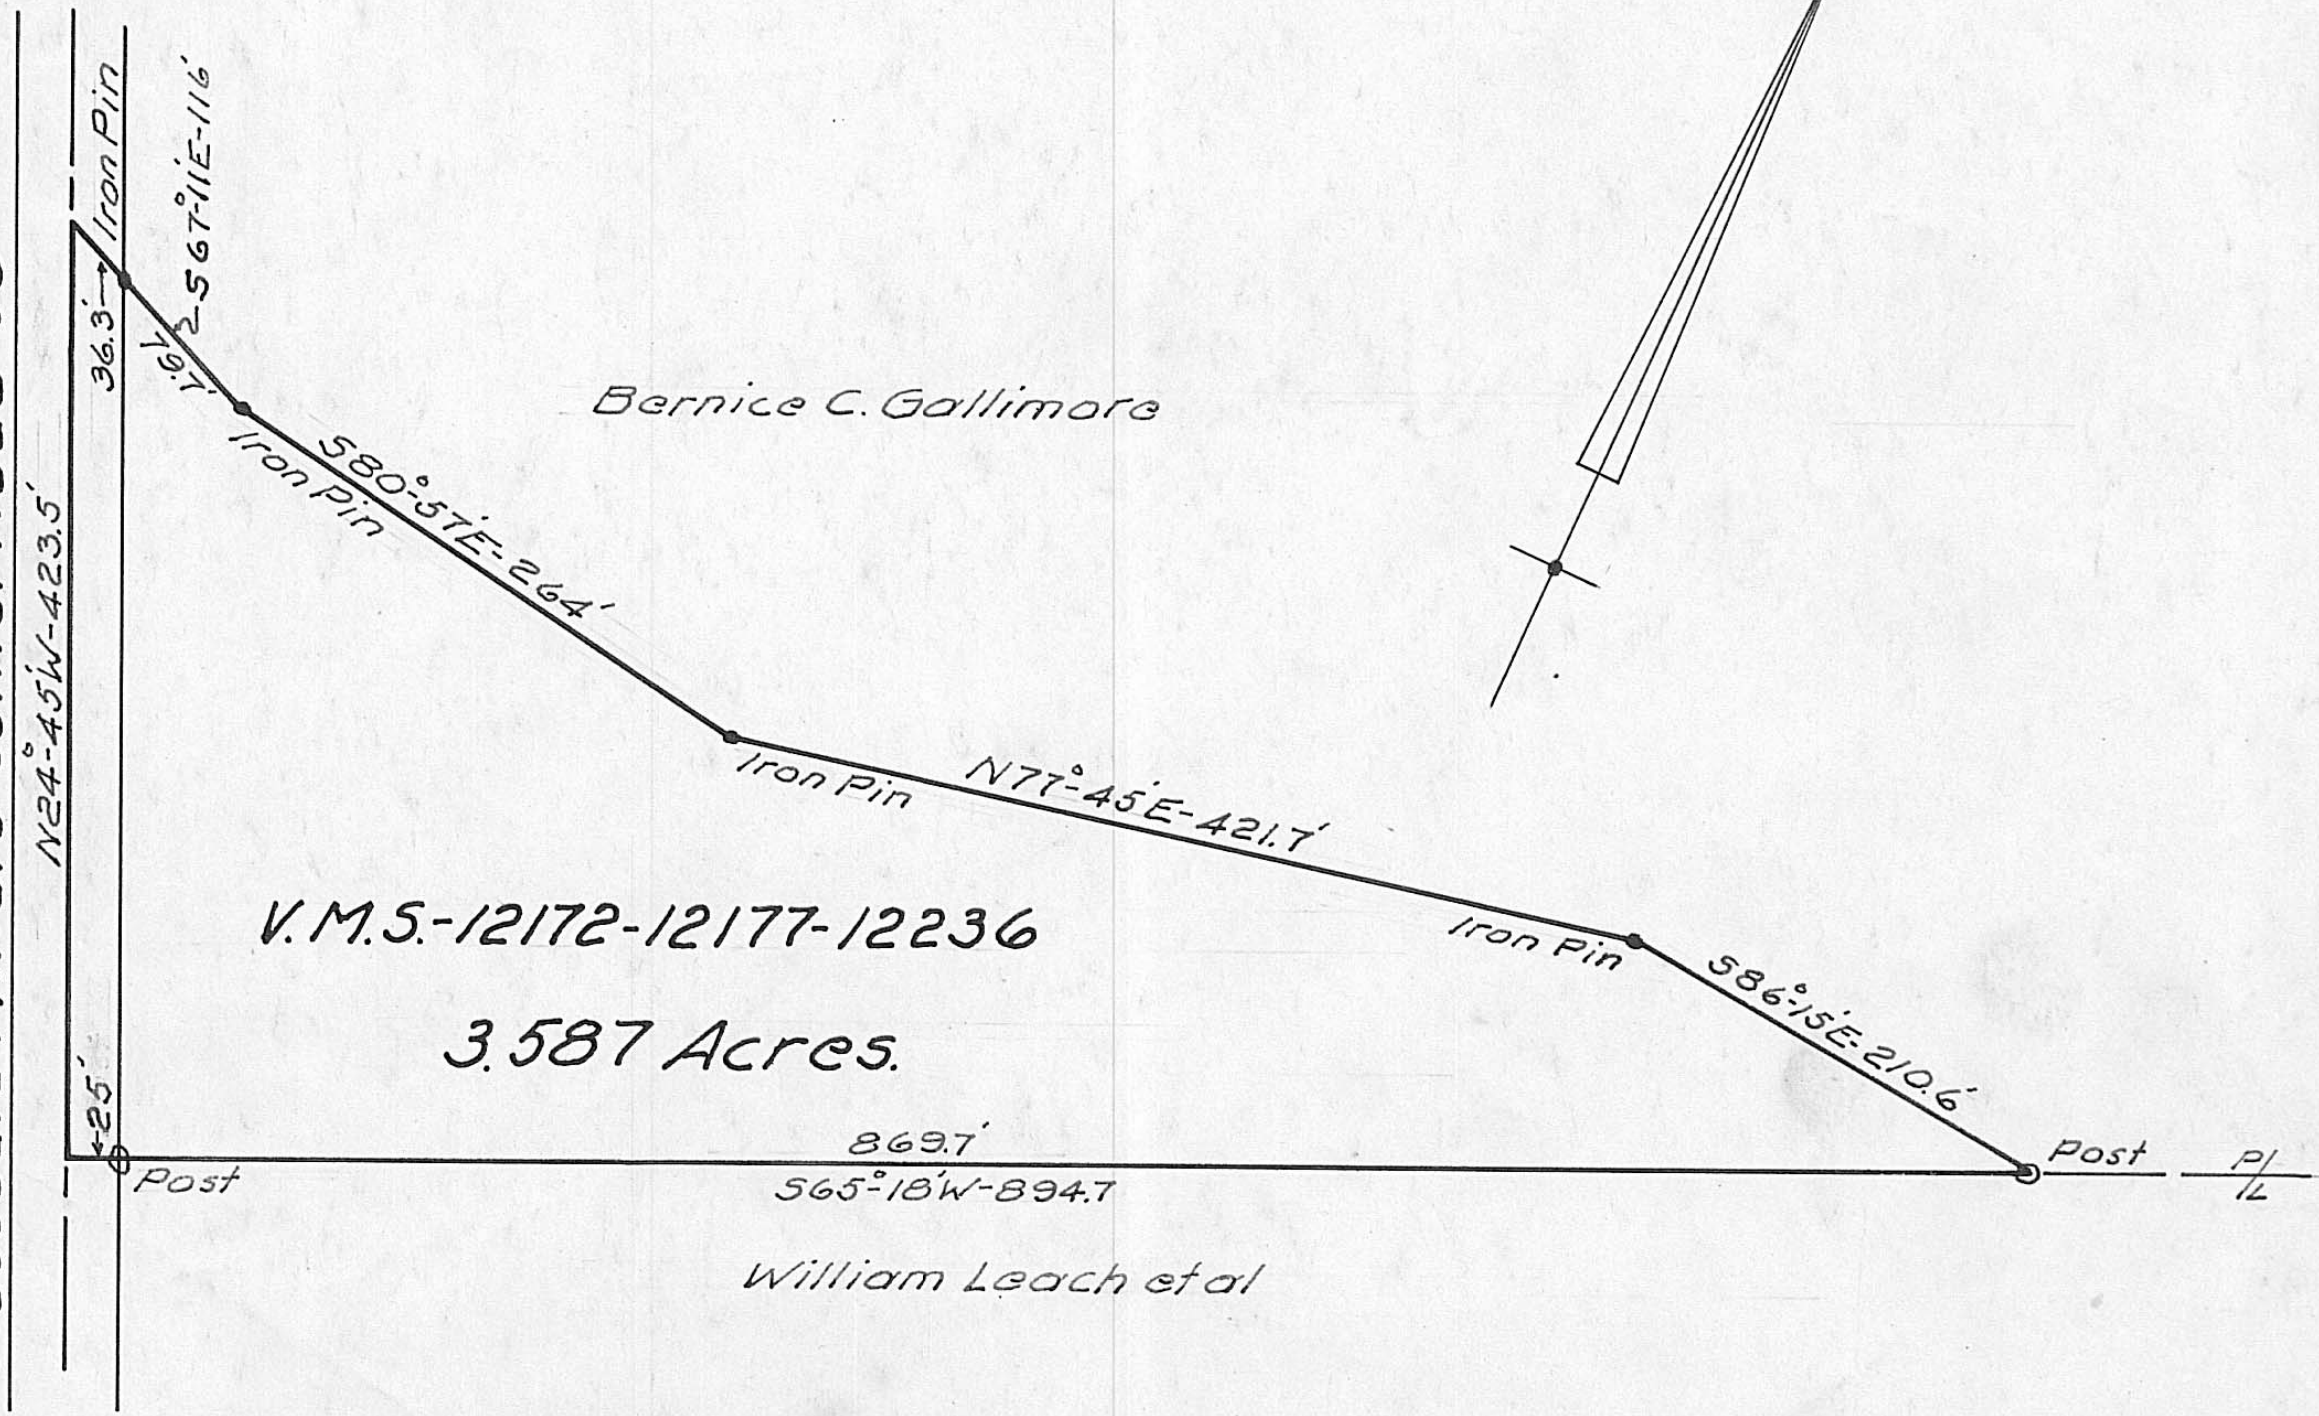 Iron Pin
S67°-11'E-116'
36.3'
79.7'
Iron Pin
S80°-57'E-264'
Bernice C. Gallimore
N24°-45'W-423.5'
Iron Pin
N77°-45'E-421.7'
Iron Pin
S86°-15'E-210.6'
V.M.S.-12172-12177-12236
3.587 Acres.
25'
Post
869.7'
S65°-18'W-894.7
Post
P/L
William Leach et al